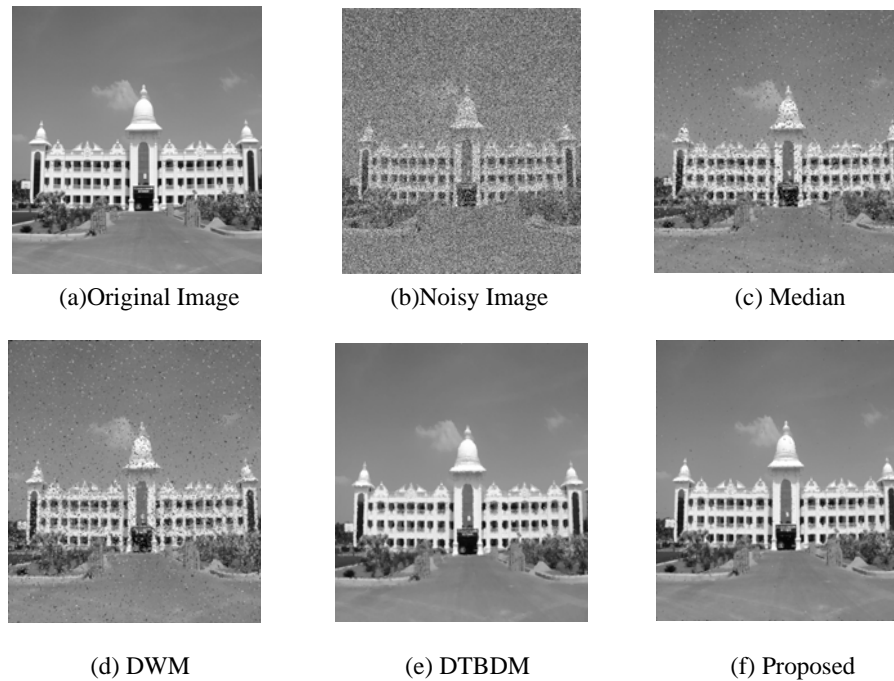 (a)Original Image
(b)Noisy Image
(c) Median
(d) DWM
(e) DTBDM
(f) Proposed